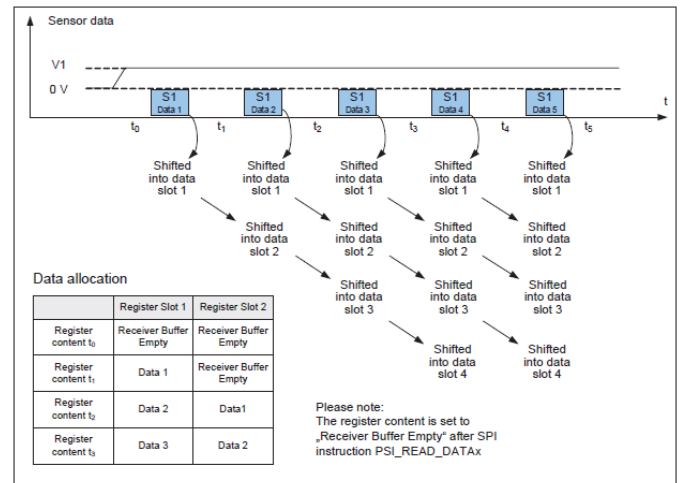 Sensor data
V1
0 V
S1 S1 S1 S1 S1
Data 1 Data 2 Data 3 Data 4 Data 5
t
t0 t1 t2 t3 t4 t5
Shifted Shifted Shifted Shifted Shifted
into data into data into data into data into data
slot 1 slot 1 slot 1 slot 1 slot 1
Shifted Shifted Shifted Shifted
into data into data into data into data
slot 2 slot 2 slot 2 slot 2
Shifted Shifted Shifted
into data into data into data
slot 3 slot 3 slot 3
Shifted Shifted
into data into data
slot 4 slot 4
Data allocation
Register Slot 1 Register Slot 2
Register content t0 Receiver Buffer Empty Receiver Buffer Empty
Register content t1 Data 1 Receiver Buffer Empty
Register content t2 Data 2 Data1
Register content t3 Data 3 Data 2
Please note:
The register content is set to
„Receiver Buffer Empty“ after SPI
instruction PSI_READ_DATAx